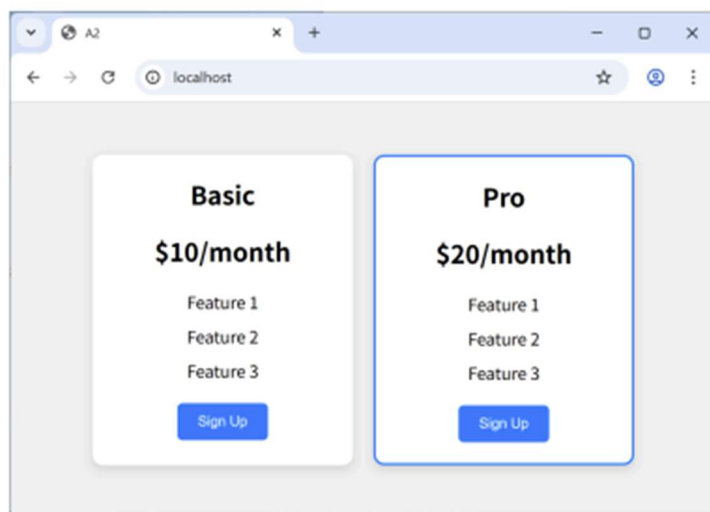 A2
localhost
Basic
$10/month
Feature 1
Feature 2
Feature 3
Sign Up
Pro
$20/month
Feature 1
Feature 2
Feature 3
Sign Up